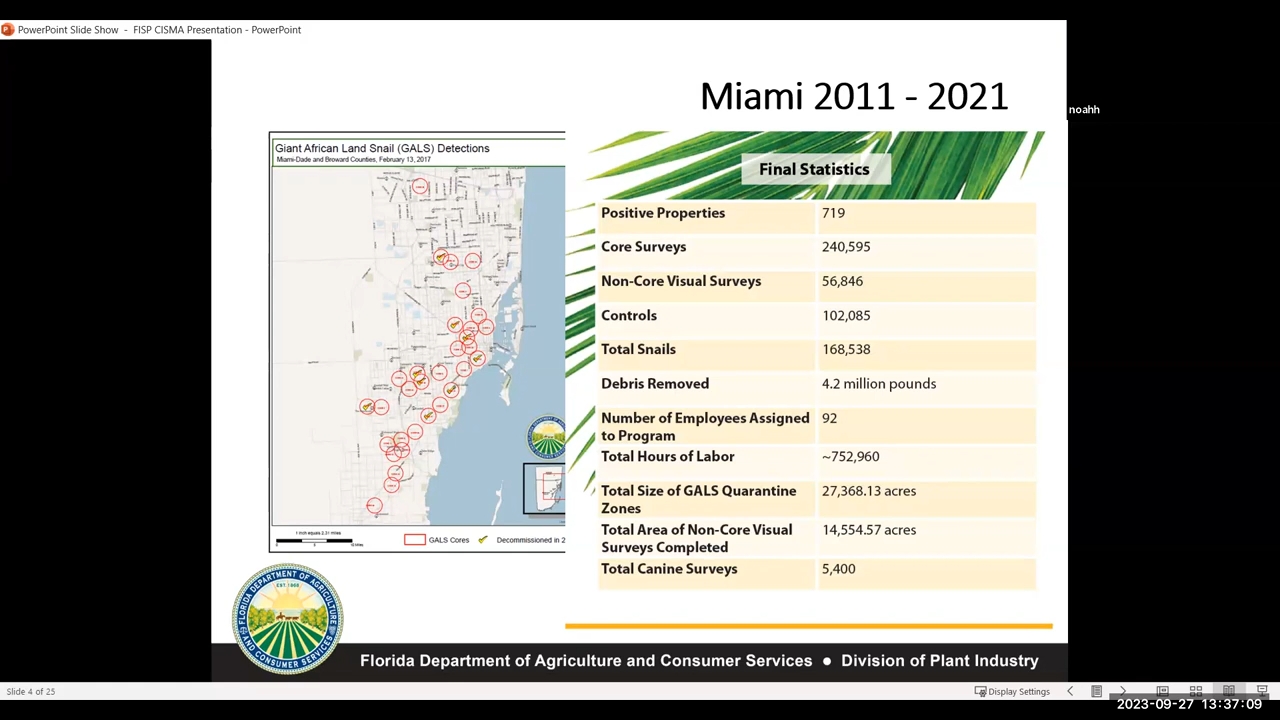 PowerPoint Slide Show - FISP CISMA Presentation - PowerPoint
Miami 2011 - 2021
noahh
Giant African Land Snail (GALS) Detections
Miami-Dade and Broward Counties, February 13, 2017
Final Statistics
Positive Properties 719
Core Surveys 240,595
Non-Core Visual Surveys 56,846
Controls 102,085
Total Snails 168,538
Debris Removed 4.2 million pounds
Number of Employees Assigned 92
to Program
Total Hours of Labor ~752,960
Total Size of GALS Quarantine 27,368.13 acres
Zones
Total Area of Non-Core Visual 14,554.57 acres
Surveys Completed
Total Canine Surveys 5,400
1 inch equals 2.31 miles
GALS Cores
Decommissioned in 2
FLORIDA DEPARTMENT OF AGRICULTURE
AND CONSUMER SERVICES
EST. 1868
Florida Department of Agriculture and Consumer Services ● Division of Plant Industry
Slide 4 of 25
Display Settings
2023-09-27 13:37:09